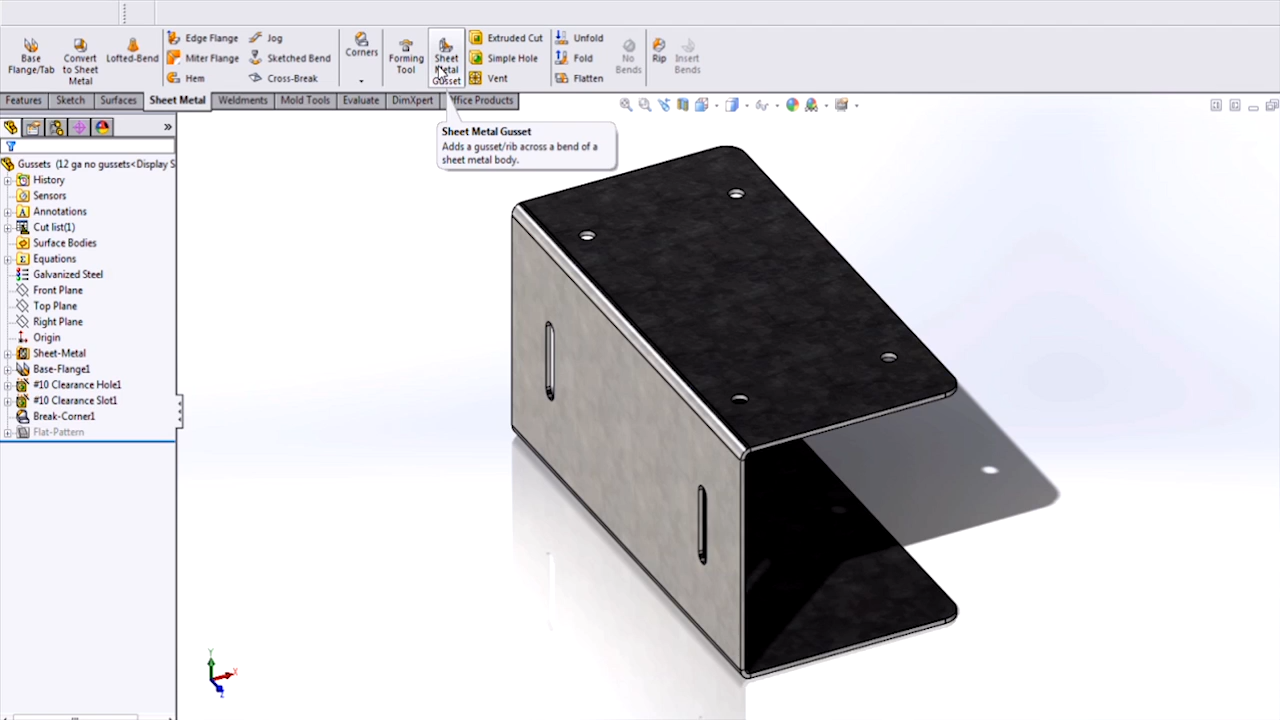 Base Flange/Tab
Convert to Sheet Metal
Lofted-Bend
Edge Flange
Miter Flange
Hem
Jog
Sketched Bend
Cross-Break
Corners
Forming Tool
Sheet Metal Gusset
Extruded Cut
Simple Hole
Vent
Unfold
Fold
Flatten
No Bends
Rip
Insert Bends
Features
Sketch
Surfaces
Sheet Metal
Weldments
Mold Tools
Evaluate
DimXpert
ffice Products
Sheet Metal Gusset
Adds a gusset/rib across a bend of a
sheet metal body.
Gussets (12 ga no gussets<Display S
History
Sensors
Annotations
Cut list(1)
Surface Bodies
Equations
Galvanized Steel
Front Plane
Top Plane
Right Plane
Origin
Sheet-Metal
Base-Flange1
#10 Clearance Hole1
#10 Clearance Slot1
Break-Corner1
Flat-Pattern
Y
X
Z